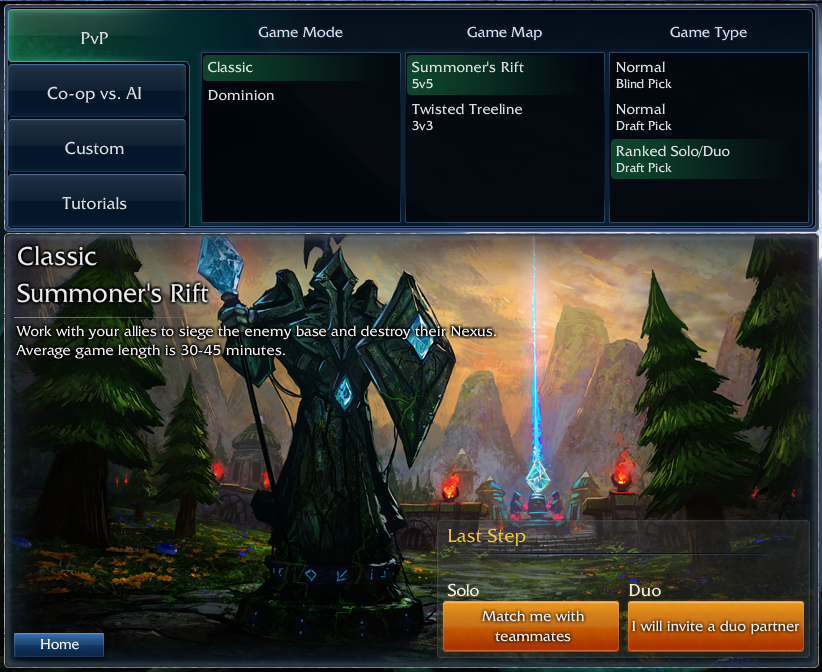 PvP
Co-op vs. AI
Custom
Tutorials
Game Mode
Classic
Dominion
Game Map
Summoner's Rift
5v5
Twisted Treeline
3v3
Game Type
Normal
Blind Pick
Normal
Draft Pick
Ranked Solo/Duo
Draft Pick
Classic
Summoner's Rift
Work with your allies to siege the enemy base and destroy their Nexus.
Average game length is 30-45 minutes.
Last Step
Solo
Match me with
teammates
Duo
I will invite a duo partner
Home